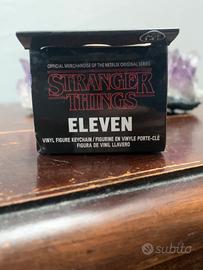 OFFICIAL MERCHANDISE OF THE NETFLIX ORIGINAL SERIES
STRANGER
THINGS
ELEVEN
VINYL FIGURE KEYCHAIN / FIGURINE EN VINYLE PORTE-CLÉ
FIGURA DE VINIL LLAVERO
subito